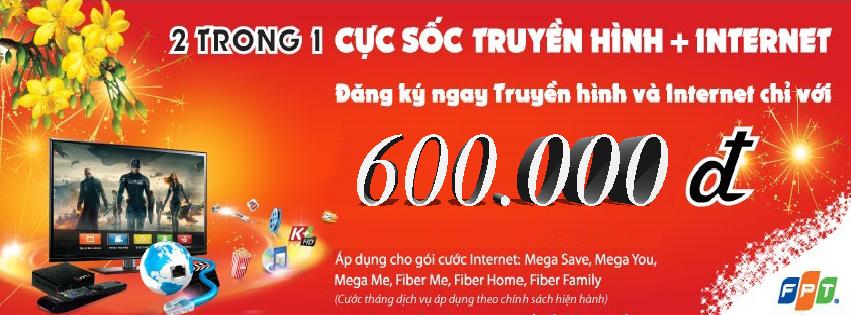 2 TRONG 1 CỰC SỐC TRUYỀN HÌNH + INTERNET
Đăng ký ngay Truyền hình và Internet chỉ với
600.000 đ
K+
HD
Áp dụng cho gói cước Internet: Mega Save, Mega You,
Mega Me, Fiber Me, Fiber Home, Fiber Family
(Cước tháng dịch vụ áp dụng theo chính sách hiện hành)
FPT